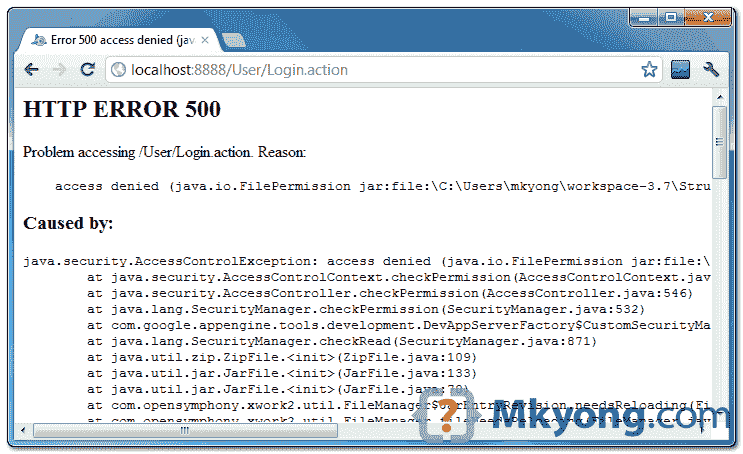 Error 500 access denied (jav
localhost:8888/User/Login.action
HTTP ERROR 500
Problem accessing /User/Login.action. Reason:
access denied (java.io.FilePermission jar:file:\C:\Users\mkyong\workspace-3.7\Stru
Caused by:
java.security.AccessControlException: access denied (java.io.FilePermission jar:file:\
at java.security.AccessControlContext.checkPermission(AccessControlContext.jav
at java.security.AccessController.checkPermission(AccessController.java:546)
at java.lang.SecurityManager.checkPermission(SecurityManager.java:532)
at com.google.appengine.tools.development.DevAppServerFactory$CustomSecurityMa
at java.lang.SecurityManager.checkRead(SecurityManager.java:871)
at java.util.zip.ZipFile.<init>(ZipFile.java:109)
at java.util.jar.JarFile.<init>(JarFile.java:133)
at java.util.jar.JarFile.<init>(JarFile.java:70)
at com.opensymphony.xwork2.util.FileManager$JarEntryRevision.needsReloading(Fi
at com.opensymphony.xwork2.util.FileManager
Mkyong.com